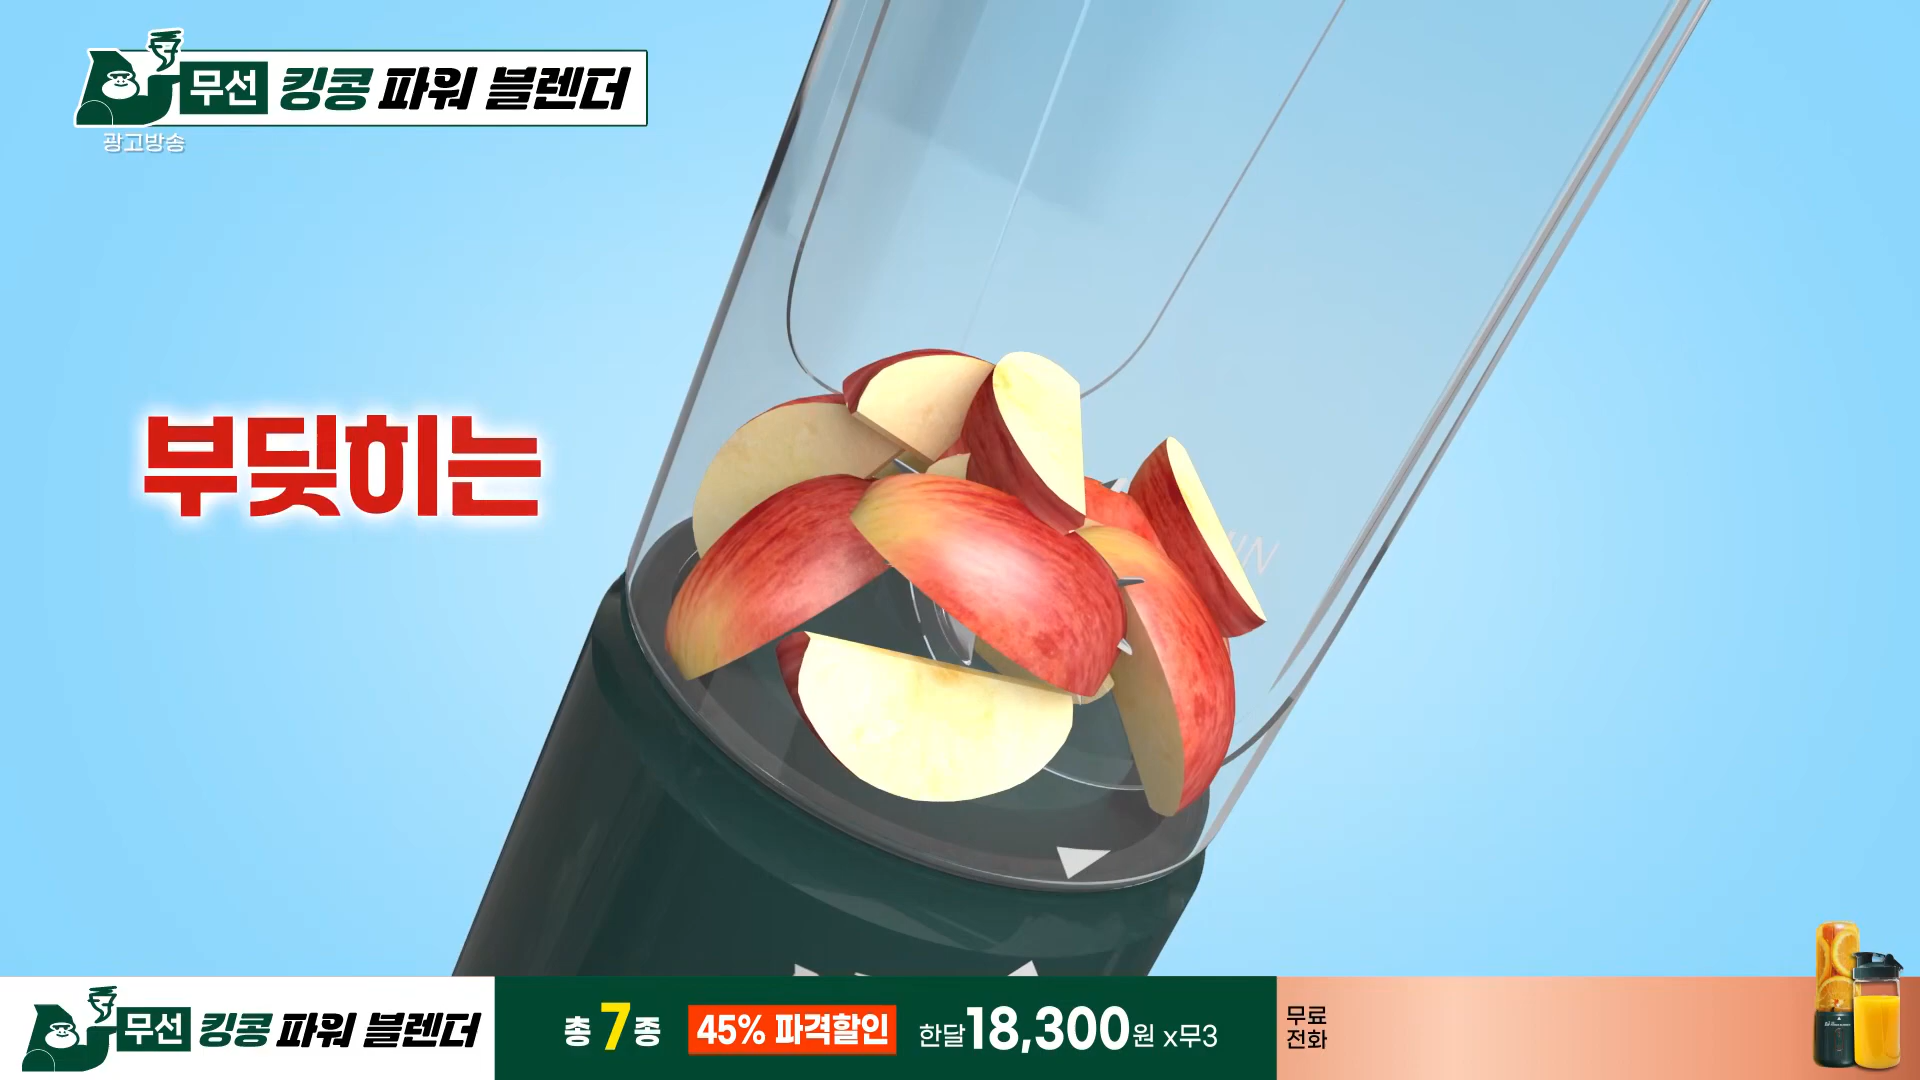 무선 킹콩 파워 블렌더
광고방송
부딪히는
무선 킹콩 파워 블렌더
총 7종
45% 파격할인
한달 18,300원 x무3
무료
전화